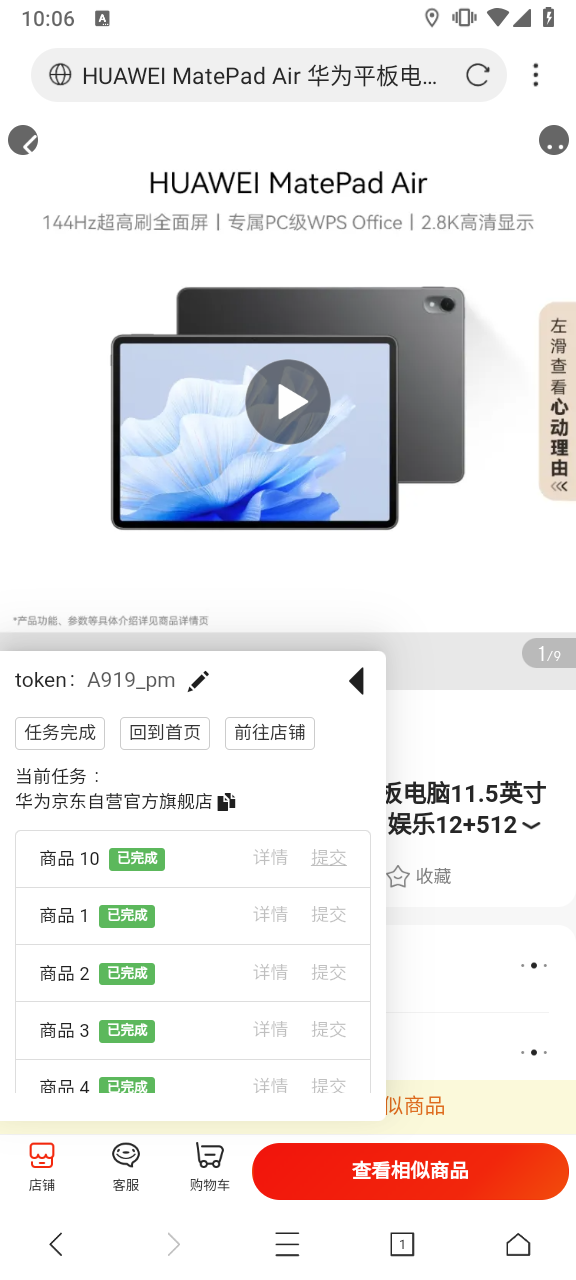 10:06
A
HUAWEI MatePad Air 华为平板电...
HUAWEI MatePad Air
144Hz超高刷全面屏 | 专属PC级WPS Office | 2.8K高清显示
左滑查看心动理由
*产品功能、参数等具体介绍详见商品详情页
1/9
token: A919_pm
任务完成 回到首页 前往店铺
当前任务：
华为京东自营官方旗舰店
板电脑11.5英寸
娱乐12+512
收藏
商品 10 已完成 详情 提交
商品 1 已完成 详情 提交
商品 2 已完成 详情 提交
商品 3 已完成 详情 提交
商品 4 已完成 详情 提交
似商品
店铺 客服 购物车 查看相似商品
1